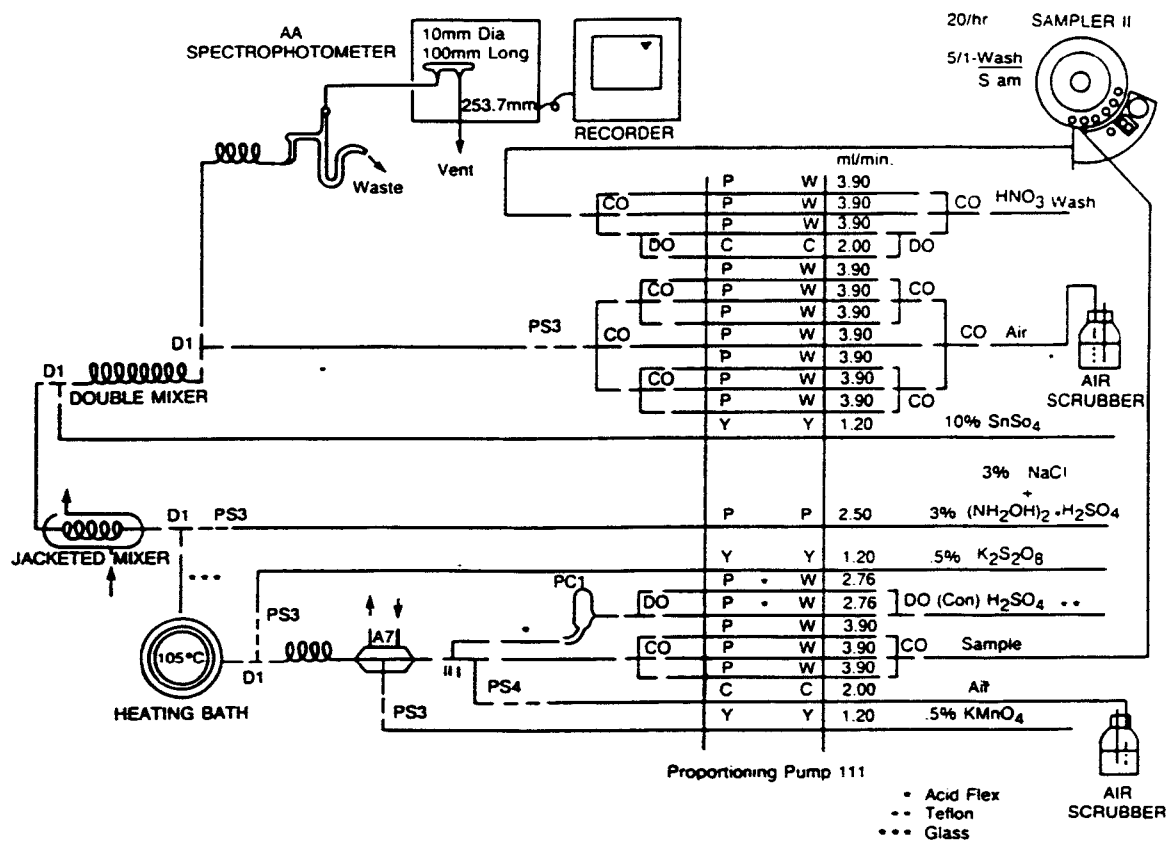 20/hr SAMPLER II
AA
SPECTROPHOTOMETER
10mm Dia
100mm Long
5/1-Wash
S am
253.7mm
RECORDER
Vent
Waste
ml/min.
P W 3.90
CO P W 3.90 CO HNO3 Wash
P W 3.90
DO C C 2.00 DO
P W 3.90
CO P W 3.90 CO
P W 3.90
PS3 CO P W 3.90 CO Air
D1
P W 3.90
D1 CO P W 3.90
DOUBLE MIXER
P W 3.90 CO
AIR
SCRUBBER
Y Y 1.20 10% SnSo4
3% NaCl
+
D1 PS3 P P 2.50 3% (NH2OH)2 • H2SO4
JACKETED MIXER
Y Y 1.20 .5% K2S2O8
•••
PC1 P • W 2.76
PS3 DO P • W 2.76 DO (Con) H2SO4 ••
•
A7 P W 3.90
105°C CO P W 3.90 CO Sample
D1 P W 3.90
PS4 C C 2.00 Air
HEATING BATH PS3 Y Y 1.20 .5% KMnO4
Proportioning Pump 111
AIR
SCRUBBER
• Acid Flex
•• Teflon
••• Glass